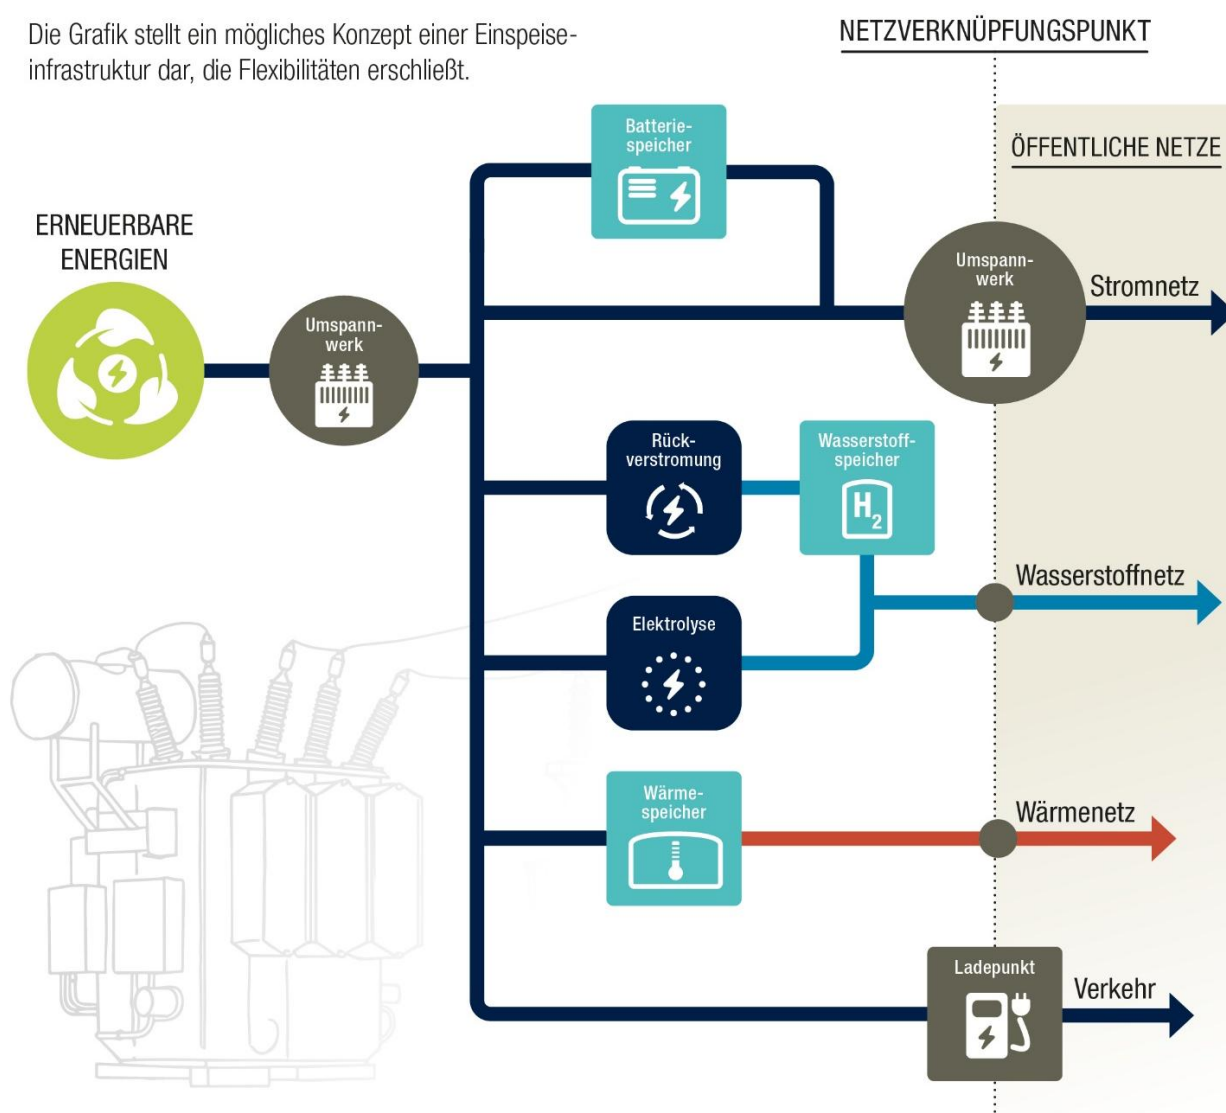 Die Grafik stellt ein mögliches Konzept einer Einspeise-
infrastruktur dar, die Flexibilitäten erschließt.
NETZVERKNÜPFUNGSPUNKT
ÖFFENTLICHE NETZE
Batterie-
speicher
ERNEUERBARE
ENERGIEN
Umspann-
werk
Umspann-
werk
Stromnetz
Rück-
verstromung
Wasserstoff-
speicher
H2
Wasserstoffnetz
Elektrolyse
Wärme-
speicher
Wärmenetz
Ladepunkt
Verkehr